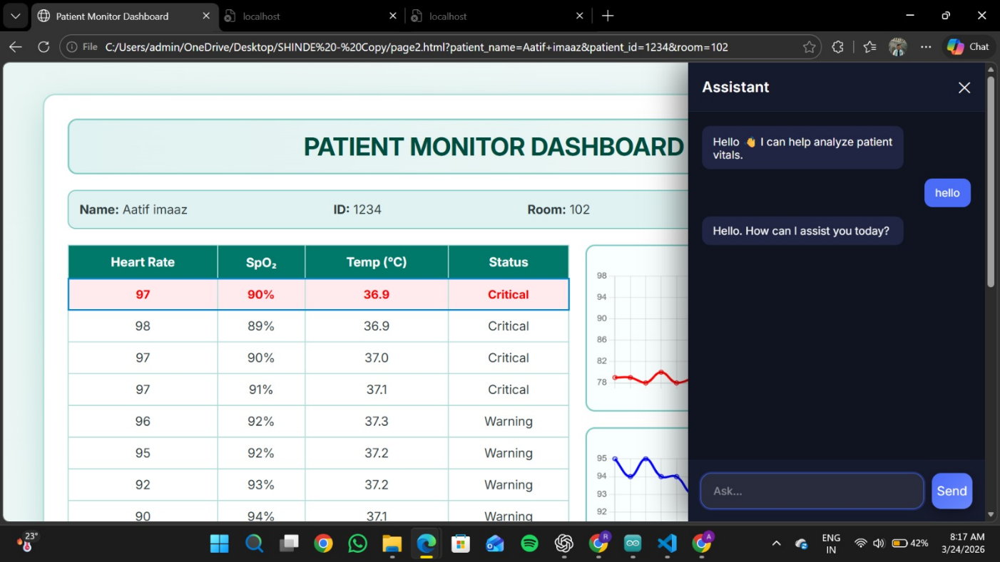 Patient Monitor Dashboard
localhost
localhost
File C:/Users/admin/OneDrive/Desktop/SHINDE%20-%20Copy/page2.html?patient_name=Aatif+imaaz&patient_id=1234&room=102
Chat
PATIENT MONITOR DASHBOARD
Name: Aatif imaaz ID: 1234 Room: 102
Heart Rate SpO₂ Temp (°C) Status
97 90% 36.9 Critical
98 89% 36.9 Critical
97 90% 37.0 Critical
97 91% 37.1 Critical
96 92% 37.3 Warning
95 92% 37.2 Warning
92 93% 37.2 Warning
90 94% 37.1 Warning
98
94
90
86
82
78
95
94
93
92
Assistant
Hello 👋 I can help analyze patient
vitals.
hello
Hello. How can I assist you today?
Ask...
Send
23°
R
A
ENG
IN
42%
8:17 AM
3/24/2026